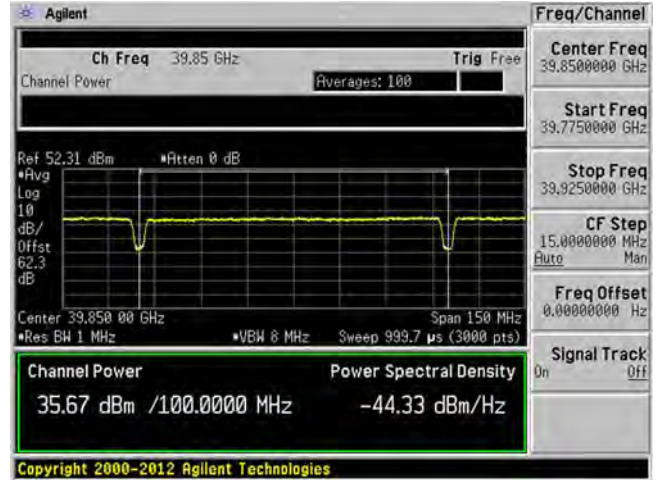 Agilent
Freq/Channel
Ch Freq 39.85 GHz Trig Free
Channel Power Averages: 100
Center Freq
39.8500000 GHz
Start Freq
39.7750000 GHz
Stop Freq
39.9250000 GHz
CF Step
15.0000000 MHz
Auto Man
Freq Offset
0.00000000 Hz
Signal Track
On Off
Ref 52.31 dBm *Atten 0 dB
*Avg
Log
10
dB/
Offst
62.3
dB
Center 39.850 00 GHz Span 150 MHz
*Res BW 1 MHz *VBW 8 MHz Sweep 999.7 µs (3000 pts)
Channel Power Power Spectral Density
35.67 dBm /100.0000 MHz -44.33 dBm/Hz
Copyright 2000-2012 Agilent Technologies